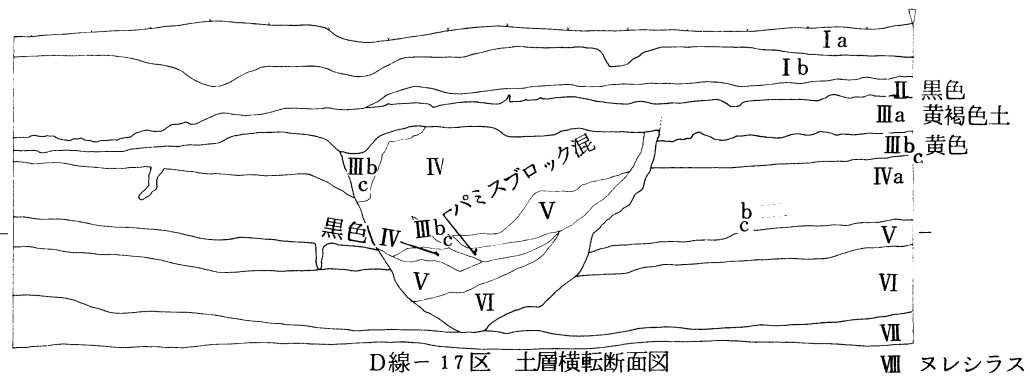 Ⅰa
Ⅰb
Ⅱ 黒色
Ⅲa 黄褐色土
Ⅲb 黄色
c
Ⅳa
b
c
Ⅴ
Ⅵ
Ⅶ
Ⅷ ヌレシラス
Ⅲb
c
Ⅳ
パミスブロック混
Ⅴ
黒色 Ⅳ
Ⅲb
c
Ⅴ
Ⅵ
D線－17区 土層横転断面図